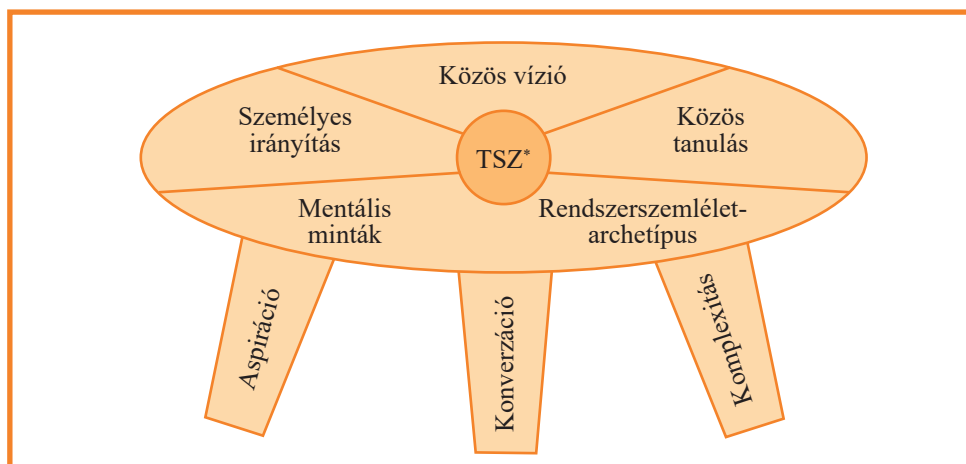 Közös vízió
Személyes
irányítás
Közös
tanulás
TSZ*
Mentális
minták
Rendszerszemlélet-
archetípus
Aspiráció
Konverzáció
Komplexitás